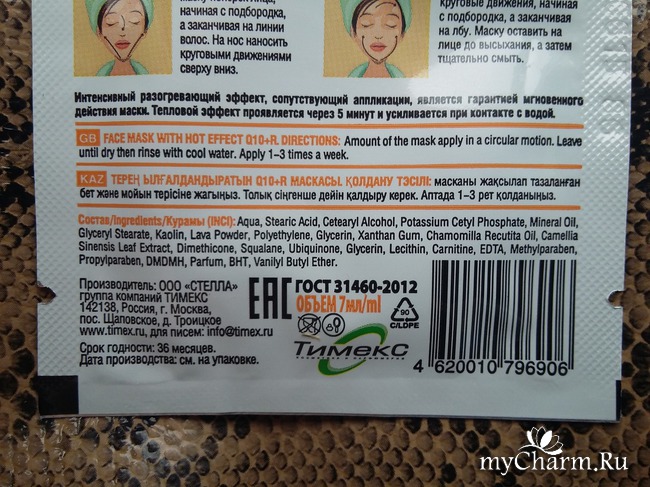 начиная с подбородка,
а заканчивая на линии
волос. На нос наносить
круговыми движениями
сверху вниз.
круговые движения, начиная
с подбородка, а заканчивая
на лбу. Маску оставить на
лице до высыхания, а затем
тщательно смыть.
Интенсивный разогревающий эффект, сопутствующий аппликации, является гарантией мгновенного
действия маски. Тепловой эффект проявляется через 5 минут и усиливается при контакте с водой.
GB FACE MASK WITH HOT EFFECT Q10+R. DIRECTIONS: Amount of the mask apply in a circular motion. Leave
until dry then rinse with cool water. Apply 1–3 times a week.
KAZ ТЕРЕҢ ЫЛҒАЛДАНДЫРАТЫН Q10+R МАСКАСЫ. ҚОЛДАНУ ТӘСІЛІ: масканы жақсылап тазаланған
бет және мойын терісіне жағыңыз. Толық сіңгенше дейін қалдыру керек. Аптада 1–3 рет қолданыңыз.
Состав/Ingredients/Курамы (INCI): Aqua, Stearic Acid, Cetearyl Alcohol, Potassium Cetyl Phosphate, Mineral Oil,
Glyceryl Stearate, Kaolin, Lava Powder, Polyethylene, Glycerin, Xanthan Gum, Chamomilla Recutita Oil, Camellia
Sinensis Leaf Extract, Dimethicone, Squalane, Ubiquinone, Glycerin, Lecithin, Carnitine, EDTA, Methylparaben,
Propylparaben, DMDMH, Parfum, BHT, Vanilyl Butyl Ether.
Производитель: ООО «СТЕЛЛА»
группа компаний ТИМЕКС
142138, Россия, г. Москва,
пос. Щаповское, д. Троицкое
www.timex.ru, для писем: info@timex.ru
Срок годности: 36 месяцев.
Дата производства: см. на упаковке.
EAC ГОСТ 31460-2012
ОБЪЕМ 7мл/ml
90
C/LDPE
Тимекс
4 620010 796906
myCharm.Ru